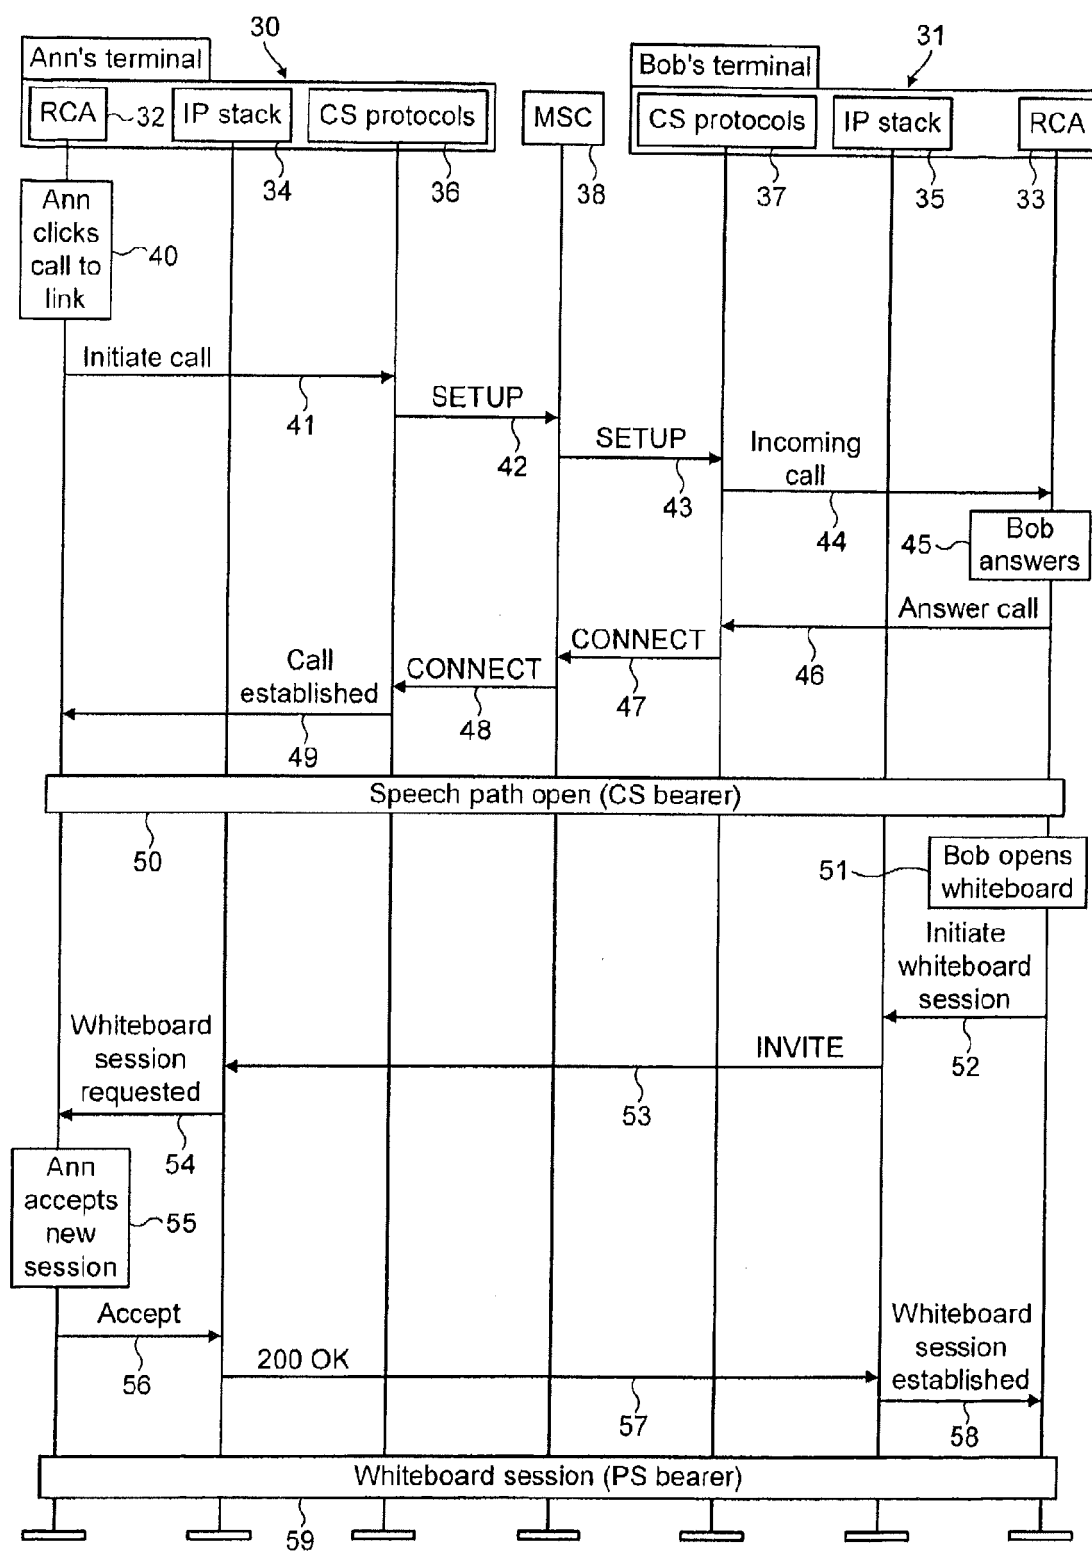 30
31
Ann's terminal
Bob's terminal
RCA
32
IP stack
CS protocols
MSC
CS protocols
IP stack
RCA
34
36
38
37
35
33
Ann
clicks
call to
link
40
Initiate call
41
SETUP
42
SETUP
43
Incoming
call
44
45
Bob
answers
Answer call
46
CONNECT
47
CONNECT
48
Call
established
49
Speech path open (CS bearer)
50
51
Bob opens
whiteboard
Initiate
whiteboard
session
52
INVITE
53
Whiteboard
session
requested
54
Ann
accepts
new
session
55
Accept
56
200 OK
57
Whiteboard
session
established
58
Whiteboard session (PS bearer)
59